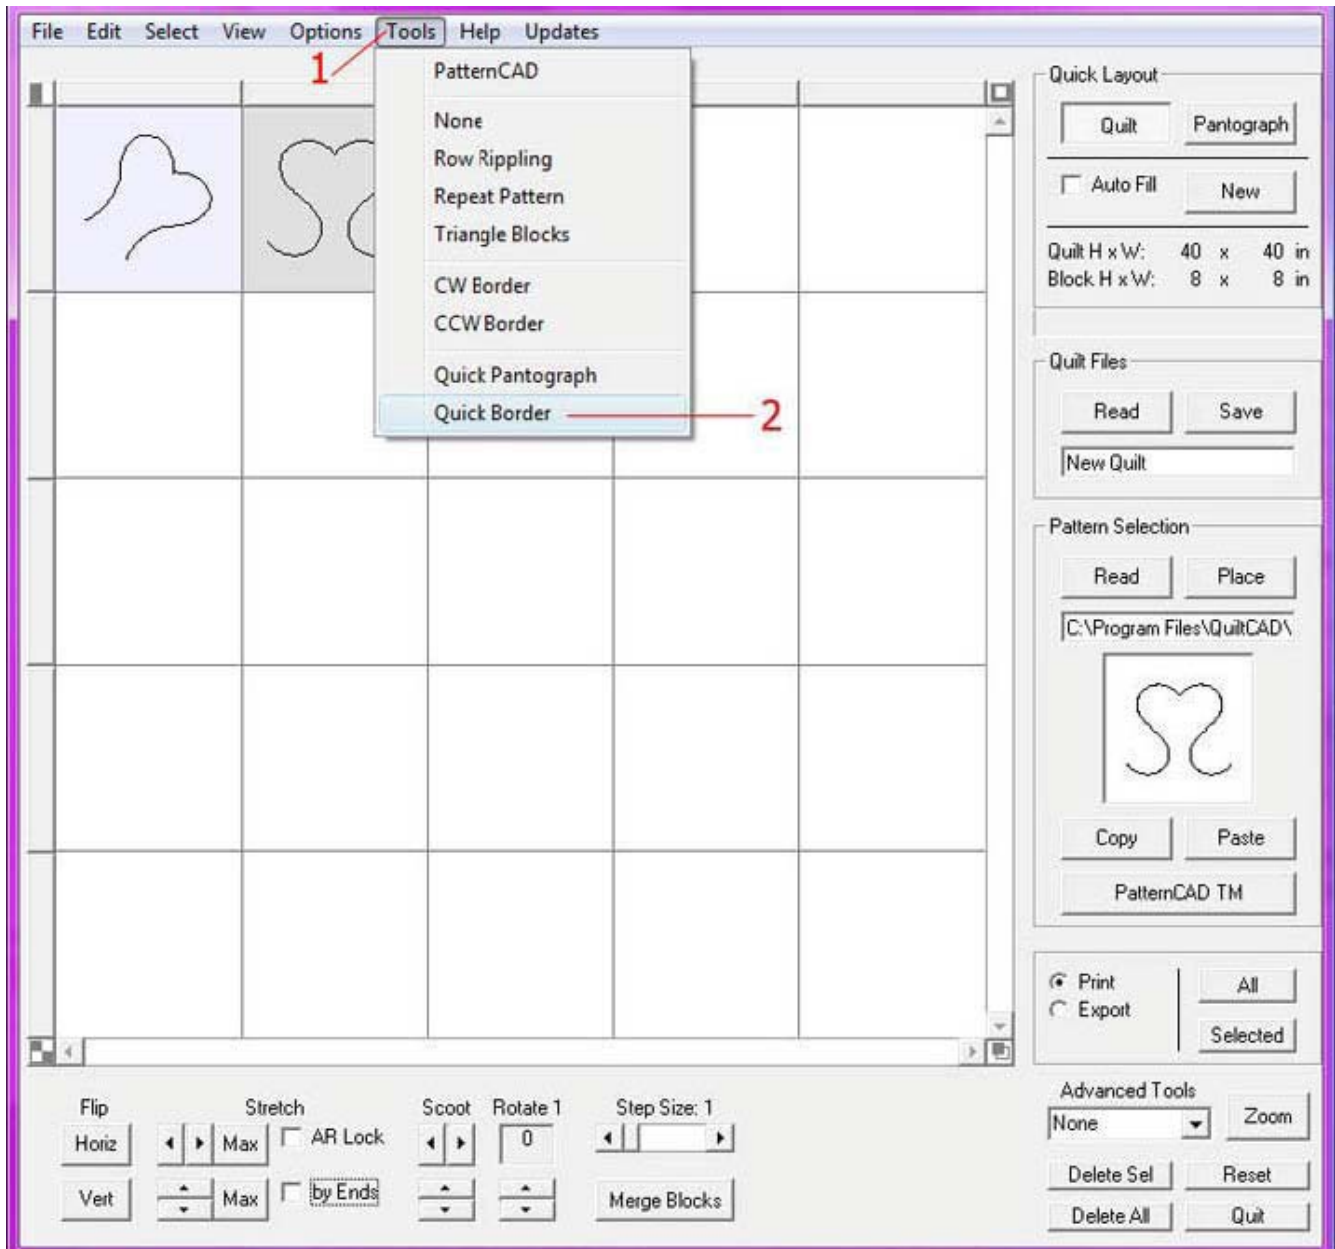 File Edit Select View Options Tools Help Updates
1
PatternCAD
None
Row Rippling
Repeat Pattern
Triangle Blocks
CW Border
CCW Border
Quick Pantograph
Quick Border
2
Quick Layout
Quilt Pantograph
Auto Fill New
Quilt H x W: 40 x 40 in
Block H x W: 8 x 8 in
Quilt Files
Read Save
New Quilt
Pattern Selection
Read Place
C:\Program Files\QuiltCAD\
Copy Paste
PatternCAD TM
Print All
Export
Selected
Flip Stretch Scoot Rotate 1 Step Size: 1
Horiz Max AR Lock 0
Vert Max by Ends Merge Blocks
Advanced Tools
None Zoom
Delete Sel Reset
Delete All Quit